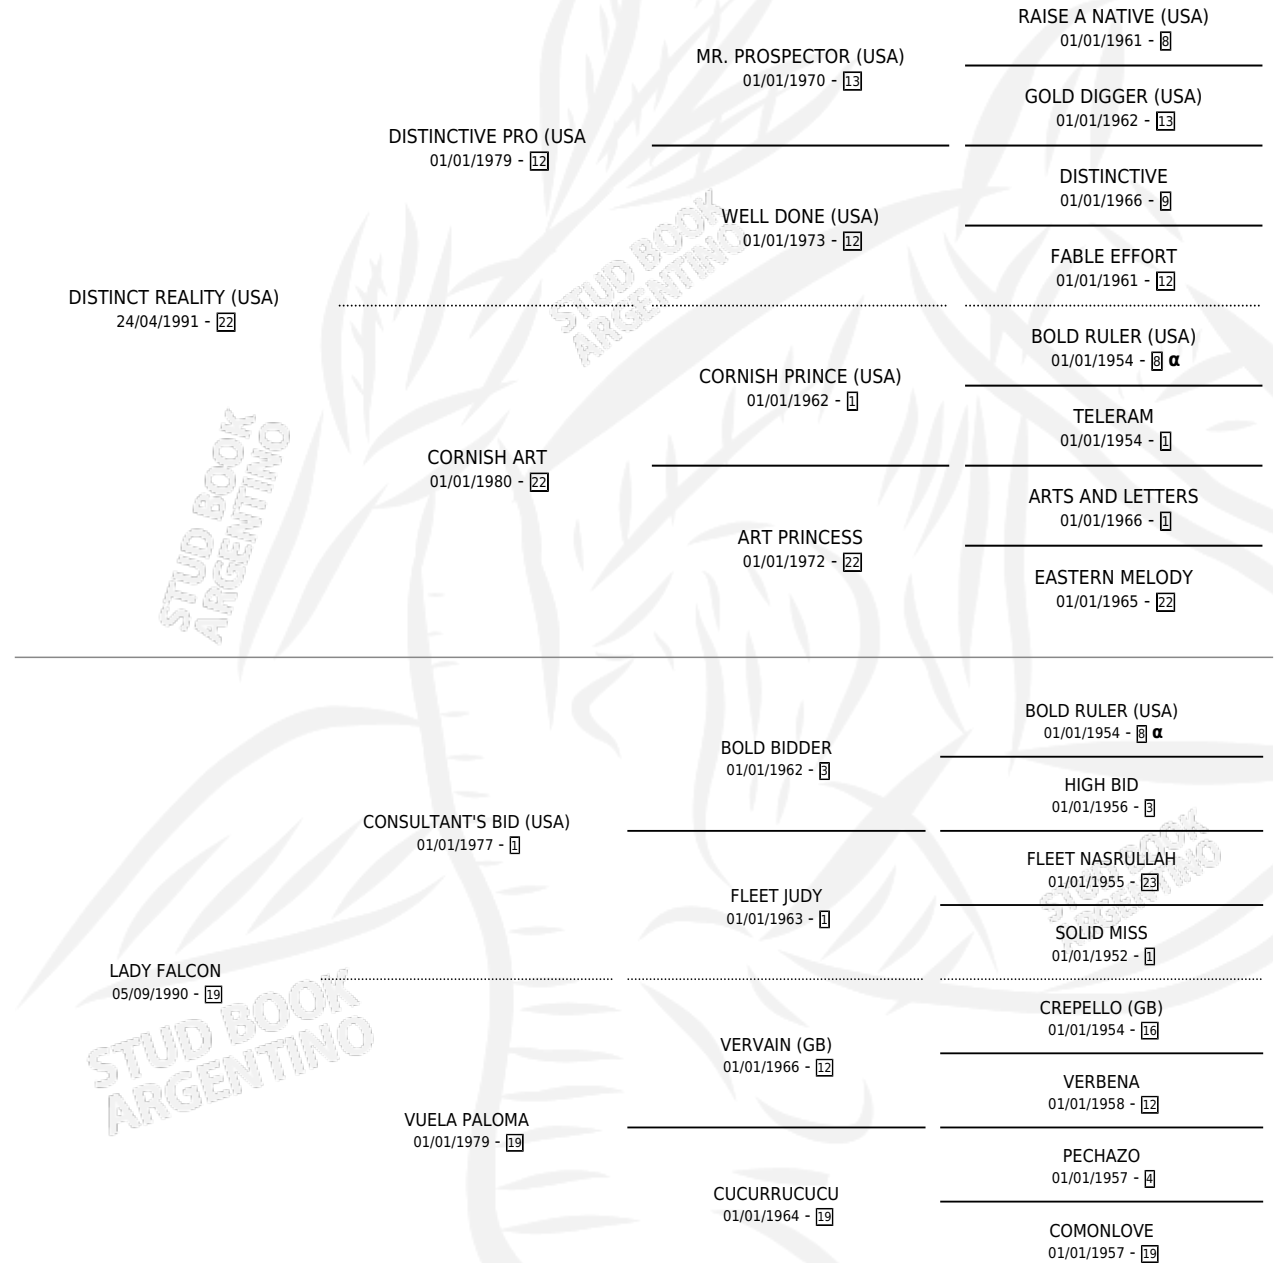 RAISE A NATIVE (USA)
01/01/1961 - 8
MR. PROSPECTOR (USA)
01/01/1970 - 13
GOLD DIGGER (USA)
01/01/1962 - 13
DISTINCTIVE PRO (USA
01/01/1979 - 12
DISTINCTIVE
01/01/1966 - 9
WELL DONE (USA)
01/01/1973 - 12
FABLE EFFORT
01/01/1961 - 12
DISTINCT REALITY (USA)
24/04/1991 - 22
BOLD RULER (USA)
01/01/1954 - 8 α
CORNISH PRINCE (USA)
01/01/1962 - 1
TELERAM
01/01/1954 - 1
CORNISH ART
01/01/1980 - 22
ARTS AND LETTERS
01/01/1966 - 1
ART PRINCESS
01/01/1972 - 22
EASTERN MELODY
01/01/1965 - 22
BOLD RULER (USA)
01/01/1954 - 8 α
BOLD BIDDER
01/01/1962 - 3
HIGH BID
01/01/1956 - 3
CONSULTANT'S BID (USA)
01/01/1977 - 1
FLEET NASRULLAH
01/01/1955 - 23
FLEET JUDY
01/01/1963 - 1
SOLID MISS
01/01/1952 - 1
LADY FALCON
05/09/1990 - 19
CREPELLO (GB)
01/01/1954 - 16
VERVAIN (GB)
01/01/1966 - 12
VERBENA
01/01/1958 - 12
VUELA PALOMA
01/01/1979 - 19
PECHAZO
01/01/1957 - 4
CUCURRUCUCU
01/01/1964 - 19
COMONLOVE
01/01/1957 - 19
STUD BOOK
ARGENTINO
STUD BOOK
ARGENTINO
STUD BOOK
ARGENTINO
STUD BOOK
ARGENTINO